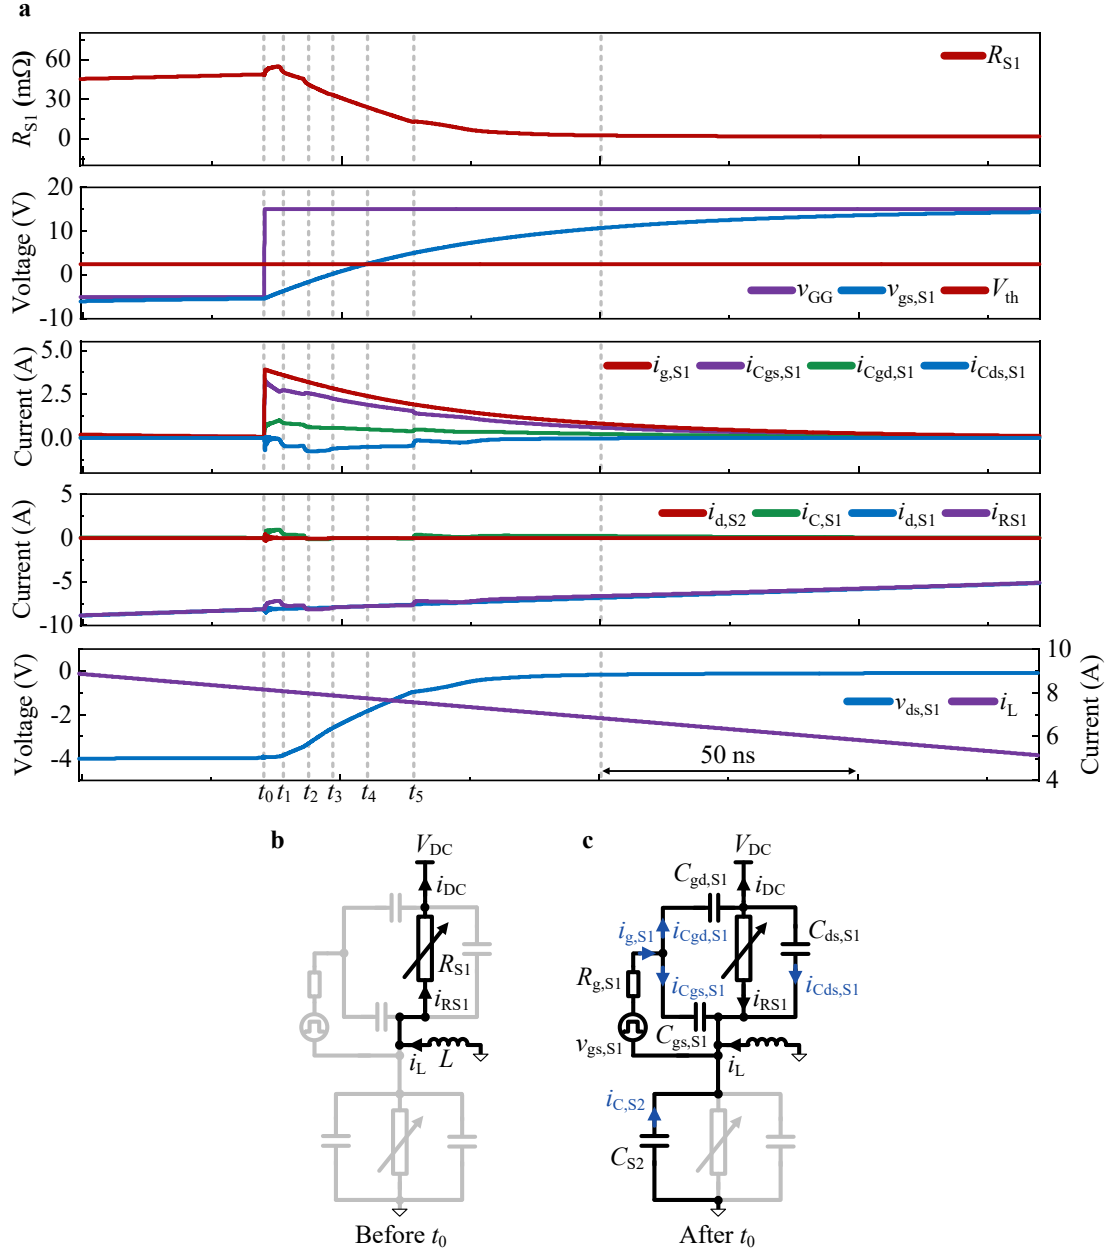 a
R_S1 (mΩ)
60
30
0
R_S1
Voltage (V)
20
10
0
-10
v_GG v_gs,S1 V_th
Current (A)
5.0
2.5
0.0
i_g,S1 i_Cgs,S1 i_Cgd,S1 i_Cds,S1
Current (A)
5
0
-5
-10
i_d,S2 i_C,S1 i_d,S1 i_RS1
Voltage (V)
0
-2
-4
10
8
6
4
Current (A)
v_ds,S1 i_L
50 ns
t_0 t_1 t_2 t_3 t_4 t_5
b
V_DC
i_DC
R_S1
i_RS1
i_L L
Before t_0
c
V_DC
C_gd,S1 i_DC
C_ds,S1
i_g,S1 i_Cgd,S1
R_g,S1 i_Cgs,S1 i_RS1 i_Cds,S1
v_gs,S1 C_gs,S1
i_L
i_C,S2
C_S2
After t_0